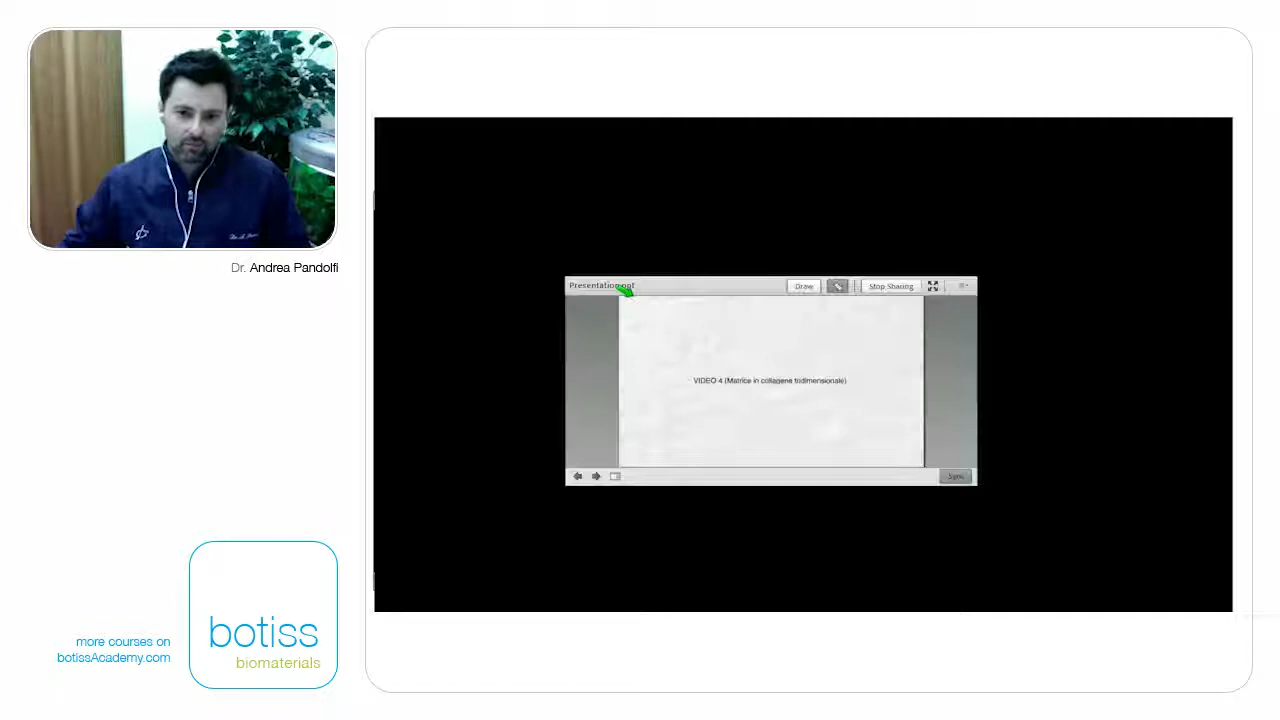 Dr. Andrea Pandolfi
Presentation.ppt
Draw
Stop Sharing
VIDEO 4 (Matrice in collagene tridimensionale)
Sync
botiss
biomaterials
more courses on
botissAcademy.com